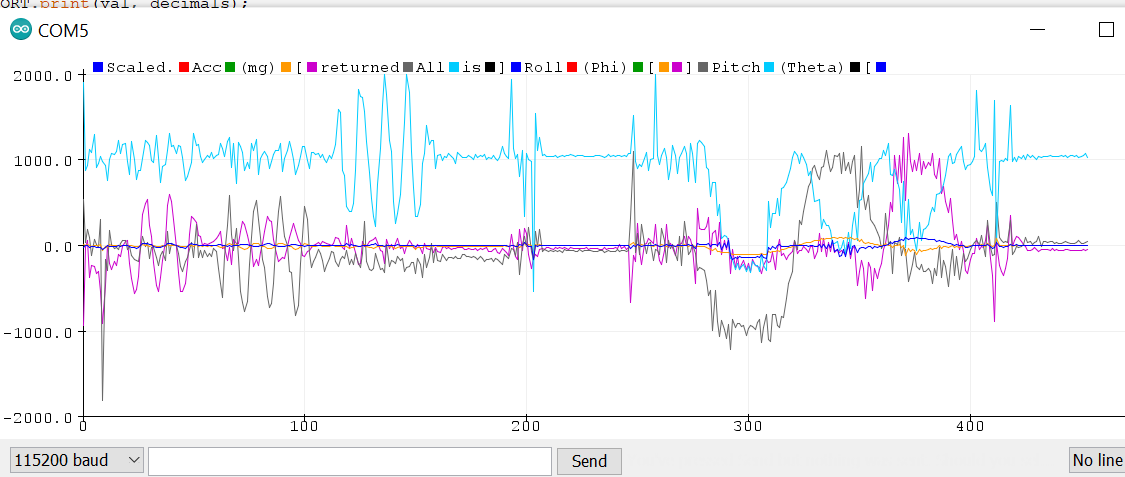 ORT.print(val, decimals);
COM5
Scaled. Acc (mg) [ returned All is ] Roll (Phi) [ ] Pitch (Theta) [
2000.0
1000.0
0.0
-1000.0
-2000.0
0 100 200 300 400
115200 baud Send No line